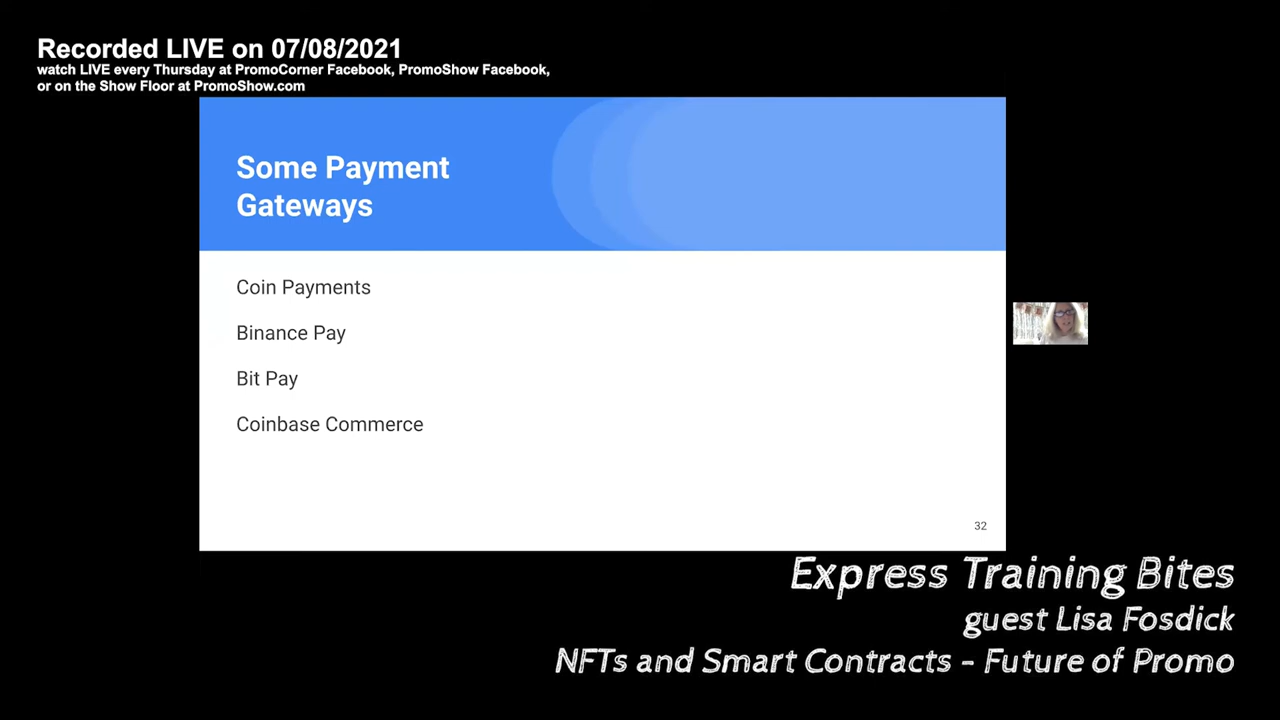 Recorded LIVE on 07/08/2021
watch LIVE every Thursday at PromoCorner Facebook, PromoShow Facebook,
or on the Show Floor at PromoShow.com
Some Payment
Gateways
Coin Payments
Binance Pay
Bit Pay
Coinbase Commerce
32
Express Training Bites
guest Lisa Fosdick
NFTs and Smart Contracts - Future of Promo